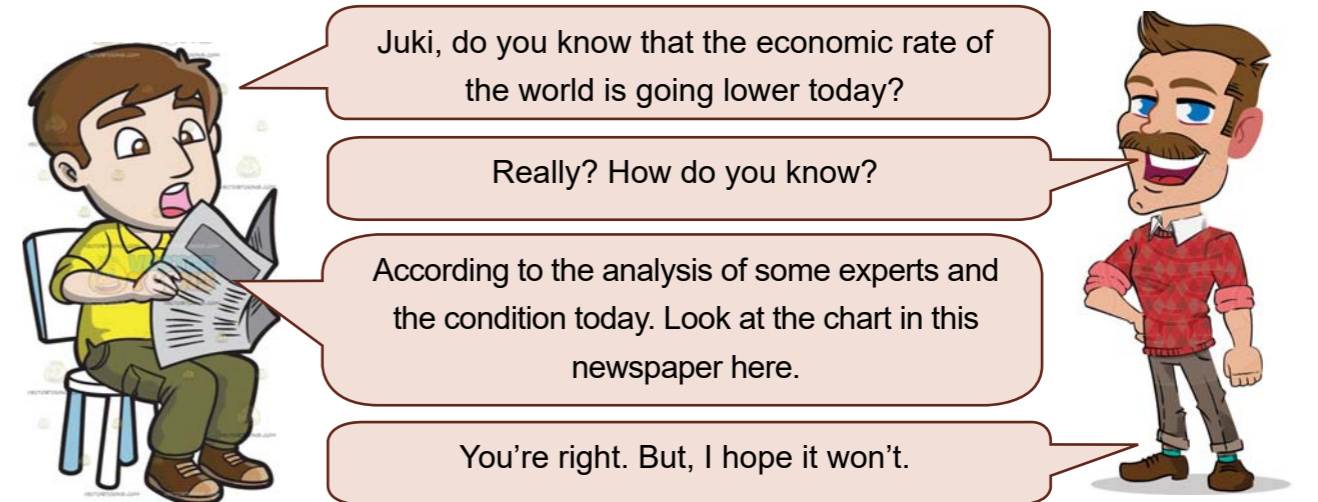 Juki, do you know that the economic rate of
the world is going lower today?
Really? How do you know?
According to the analysis of some experts and
the condition today. Look at the chart in this
newspaper here.
You’re right. But, I hope it won’t.